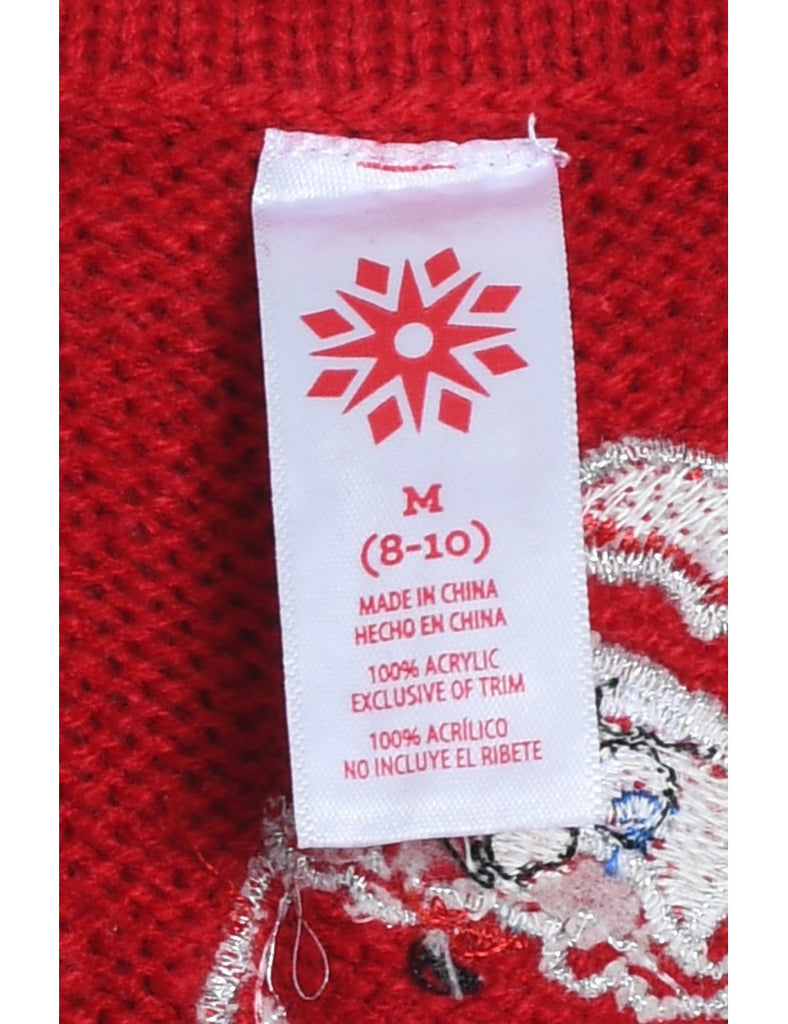 M
(8-10)
MADE IN CHINA
HECHO EN CHINA
100% ACRYLIC
EXCLUSIVE OF TRIM
100% ACRÍLICO
NO INCLUYE EL RIBETE